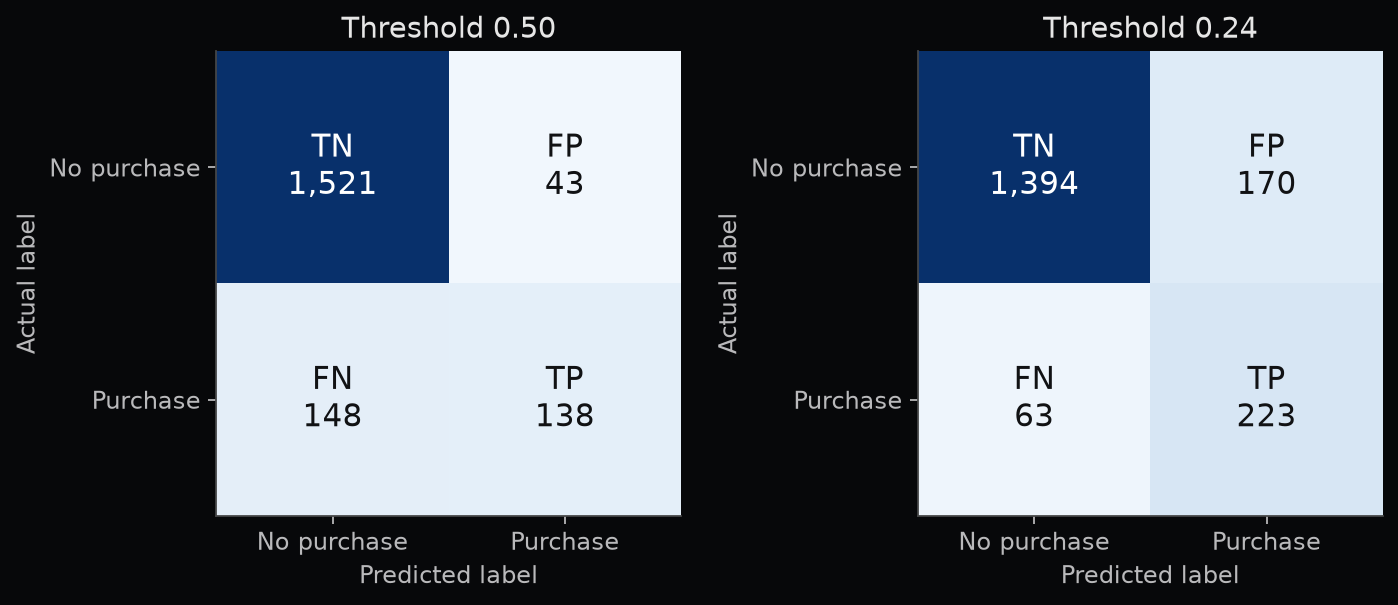 Threshold 0.50
Actual label
No purchase
Purchase
TN
1,521
FP
43
FN
148
TP
138
No purchase
Purchase
Predicted label
Threshold 0.24
Actual label
No purchase
Purchase
TN
1,394
FP
170
FN
63
TP
223
No purchase
Purchase
Predicted label